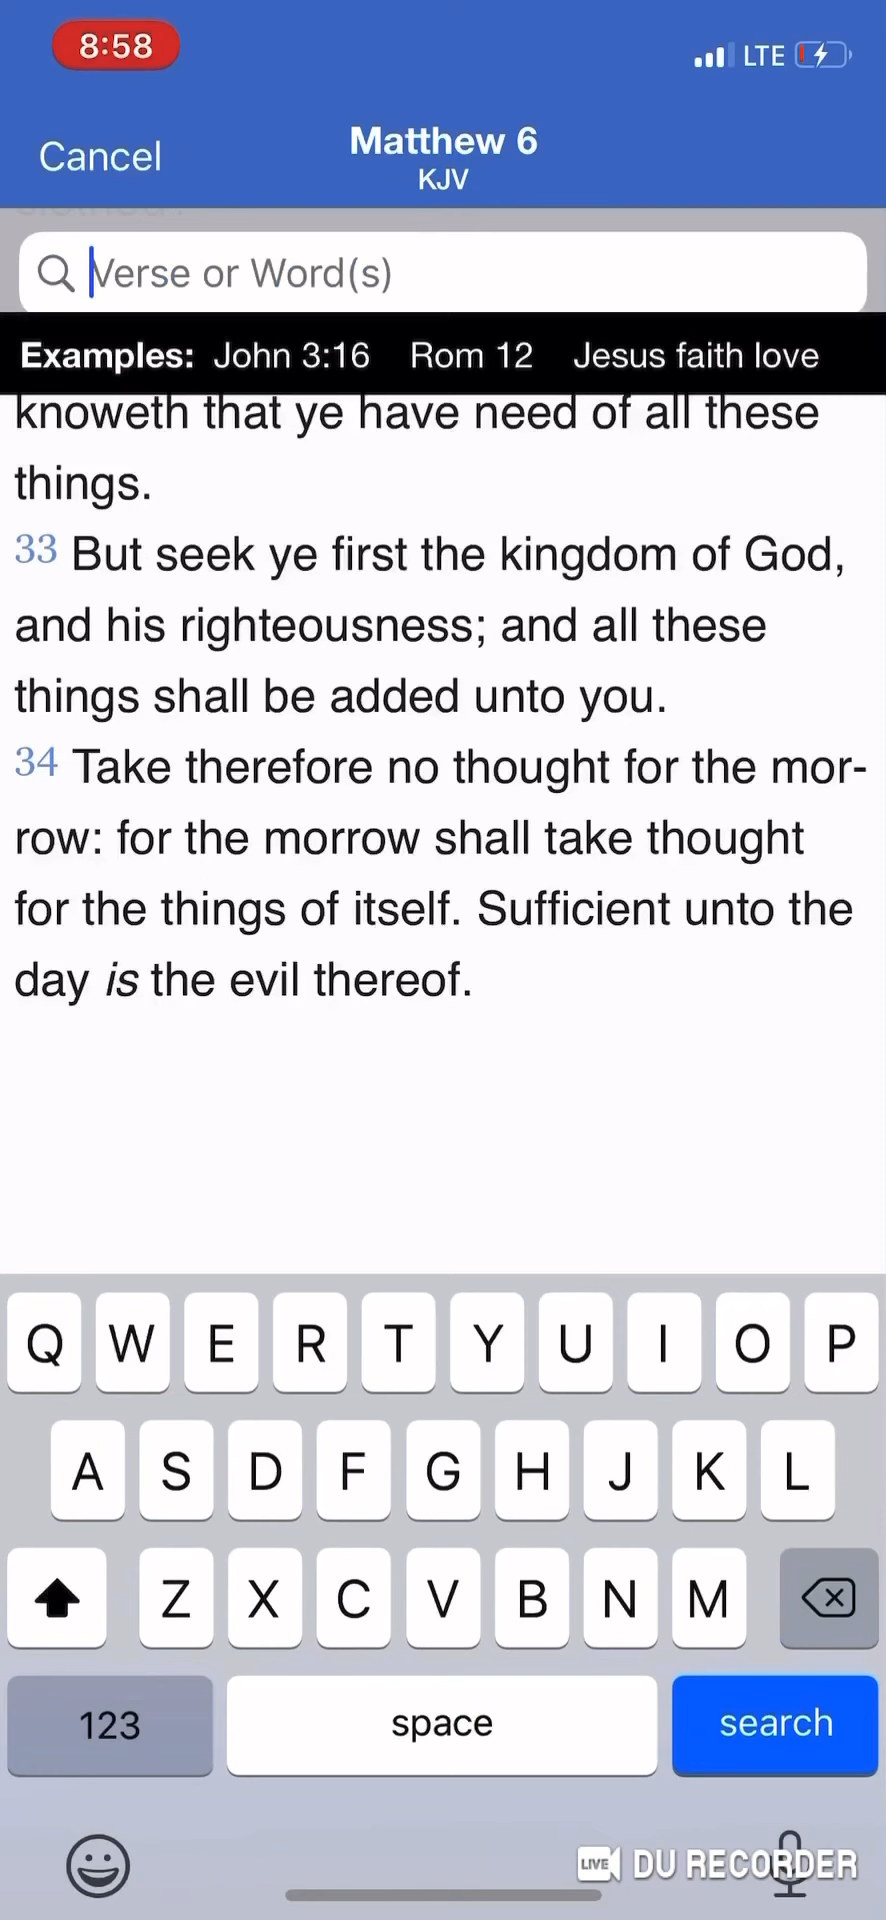 8:58
LTE
Cancel
Matthew 6
KJV
Verse or Word(s)
Examples: John 3:16 Rom 12 Jesus faith love
knoweth that ye have need of all these
things.
33 But seek ye first the kingdom of God,
and his righteousness; and all these
things shall be added unto you.
34 Take therefore no thought for the mor-
row: for the morrow shall take thought
for the things of itself. Sufficient unto the
day is the evil thereof.
Q W E R T Y U I O P
A S D F G H J K L
Z X C V B N M
123 space search
LIVE DU RECORDER